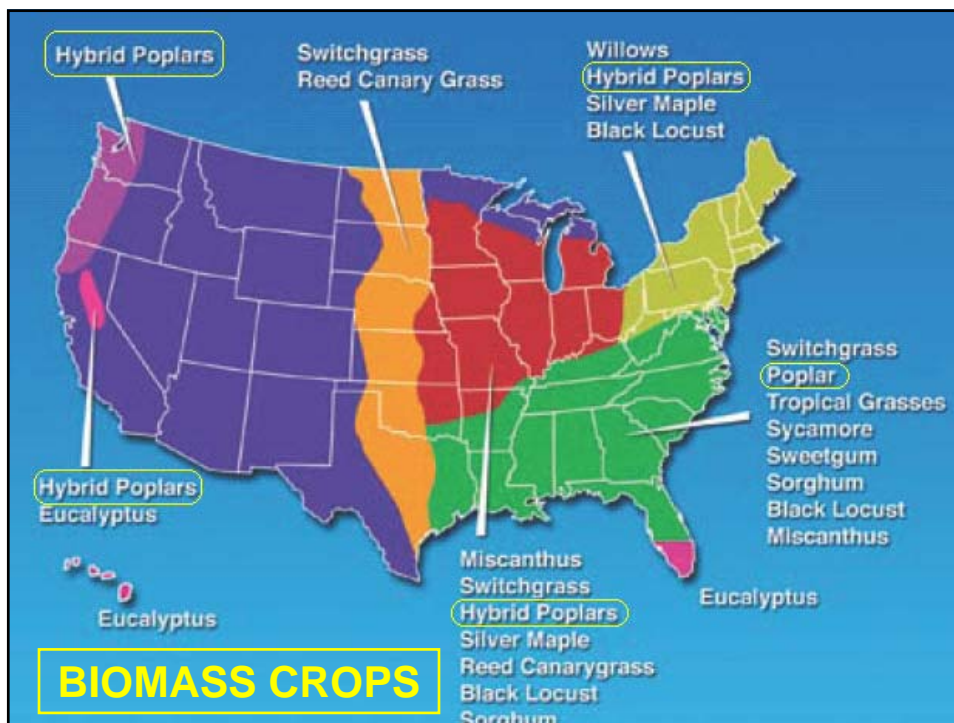 Hybrid Poplars
Switchgrass
Reed Canary Grass
Willows
Hybrid Poplars
Silver Maple
Black Locust
Switchgrass
Poplar
Tropical Grasses
Sycamore
Sweetgum
Sorghum
Black Locust
Miscanthus
Hybrid Poplars
Eucalyptus
Eucalyptus
Miscanthus
Switchgrass
Hybrid Poplars
Silver Maple
Reed Canarygrass
Black Locust
Sorghum
Eucalyptus
BIOMASS CROPS